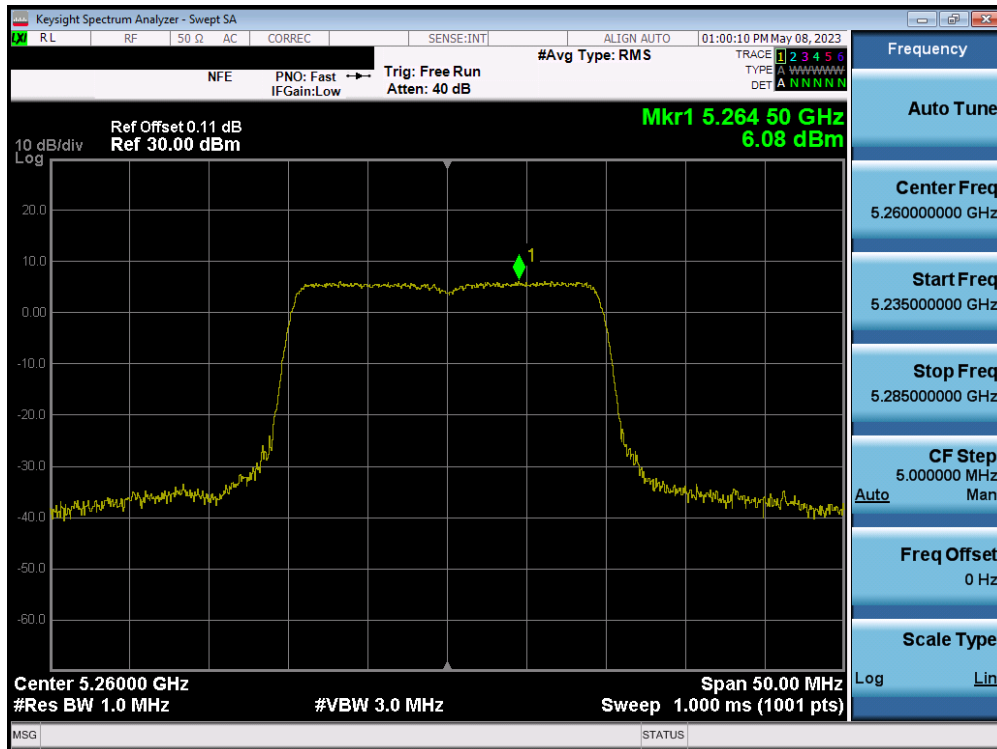 Keysight Spectrum Analyzer - Swept SA
LXI RL RF 50 Ω AC CORREC SENSE:INT ALIGN AUTO 01:00:10 PM May 08, 2023
NFE PNO: Fast Trig: Free Run #Avg Type: RMS TRACE 1 2 3 4 5 6
IFGain:Low Atten: 40 dB TYPE A WWWWW
DET A N N N N N
Mkr1 5.264 50 GHz
6.08 dBm
Ref Offset 0.11 dB
10 dB/div Ref 30.00 dBm
Log
20.0
10.0
1
0.00
-10.0
-20.0
-30.0
-40.0
-50.0
-60.0
Center 5.26000 GHz Span 50.00 MHz
#Res BW 1.0 MHz #VBW 3.0 MHz Sweep 1.000 ms (1001 pts)
MSG STATUS
Frequency
Auto Tune
Center Freq
5.260000000 GHz
Start Freq
5.235000000 GHz
Stop Freq
5.285000000 GHz
CF Step
5.000000 MHz
Auto Man
Freq Offset
0 Hz
Scale Type
Log Lin